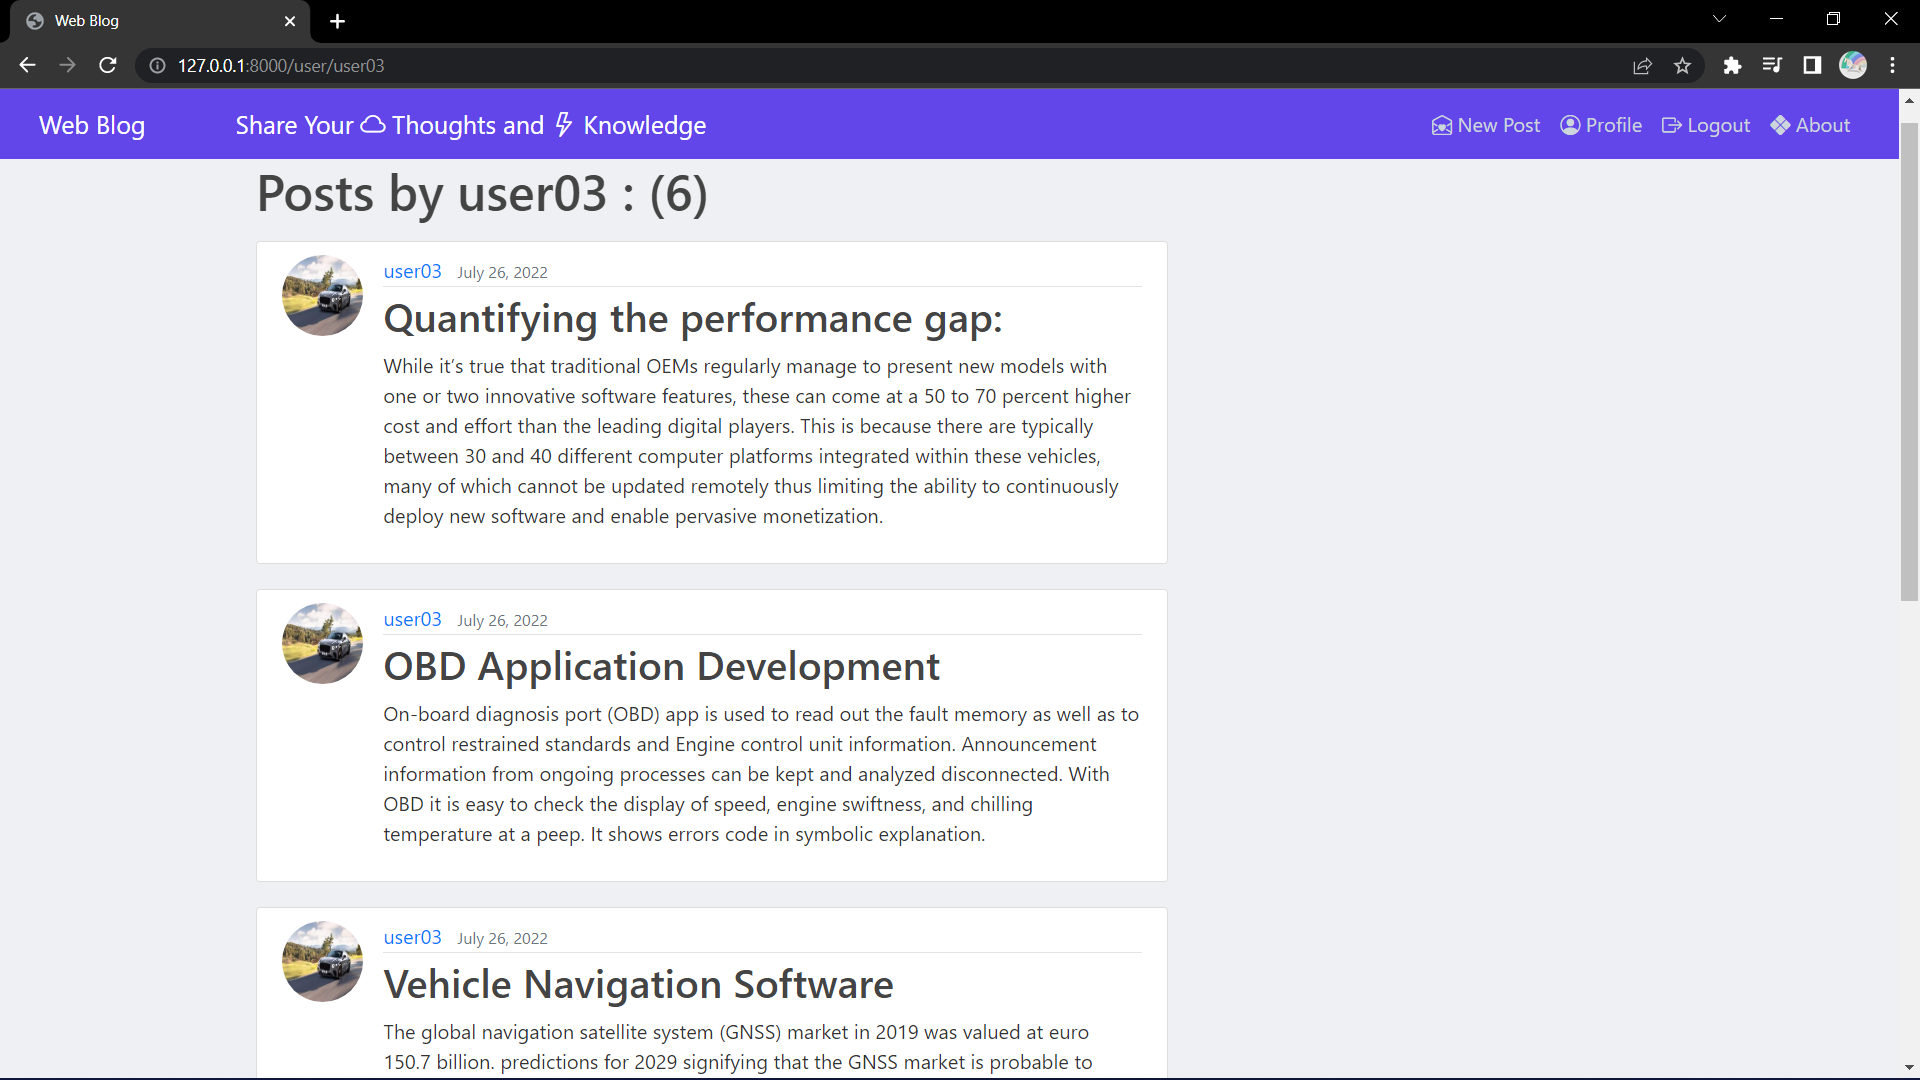 Web Blog
127.0.0.1:8000/user/user03
Web Blog
Share Your Thoughts and Knowledge
New Post
Profile
Logout
About
Posts by user03 : (6)
user03 July 26, 2022
Quantifying the performance gap:
While it’s true that traditional OEMs regularly manage to present new models with
one or two innovative software features, these can come at a 50 to 70 percent higher
cost and effort than the leading digital players. This is because there are typically
between 30 and 40 different computer platforms integrated within these vehicles,
many of which cannot be updated remotely thus limiting the ability to continuously
deploy new software and enable pervasive monetization.
user03 July 26, 2022
OBD Application Development
On-board diagnosis port (OBD) app is used to read out the fault memory as well as to
control restrained standards and Engine control unit information. Announcement
information from ongoing processes can be kept and analyzed disconnected. With
OBD it is easy to check the display of speed, engine swiftness, and chilling
temperature at a peep. It shows errors code in symbolic explanation.
user03 July 26, 2022
Vehicle Navigation Software
The global navigation satellite system (GNSS) market in 2019 was valued at euro
150.7 billion. predictions for 2029 signifying that the GNSS market is probable to